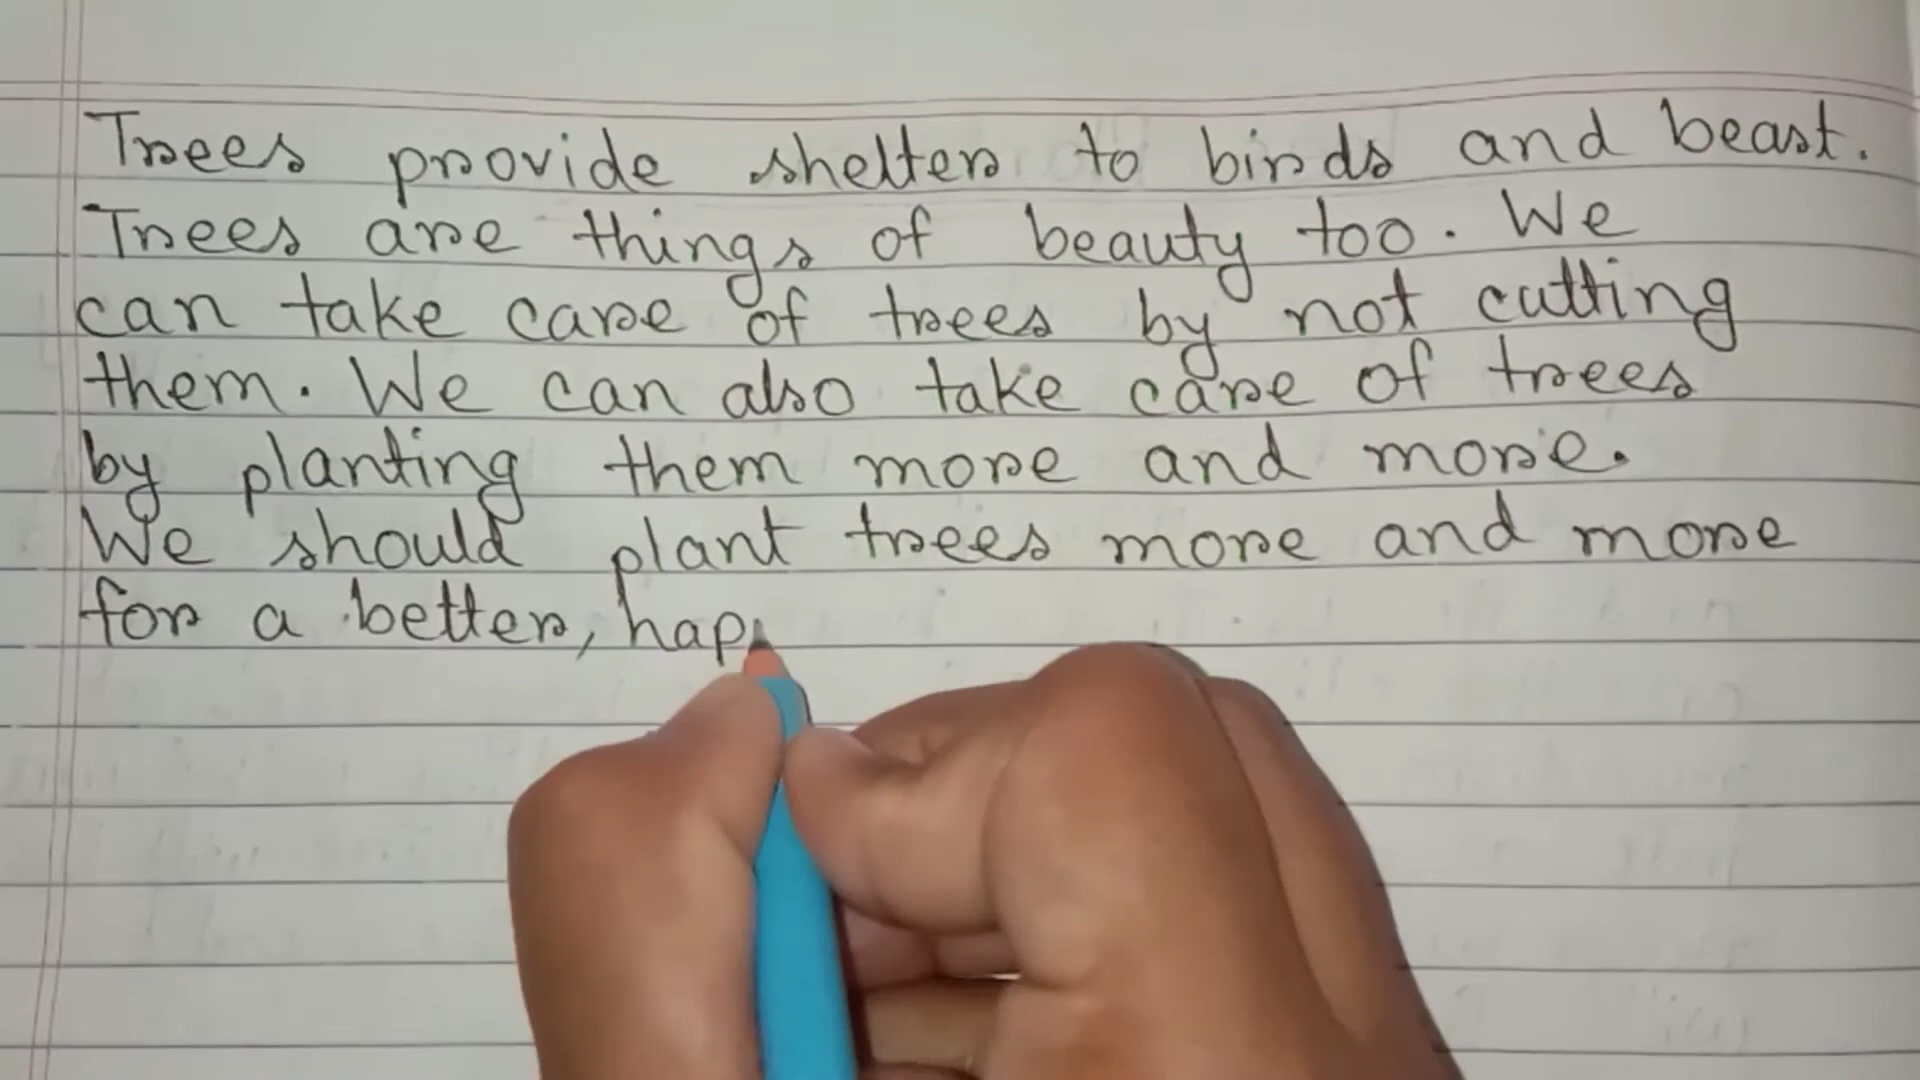 Trees provide shelter to birds and beast.
Trees are things of beauty too. We
can take care of trees by not cutting
them. We can also take care of trees
by planting them more and more.
We should plant trees more and more
for a better, hap